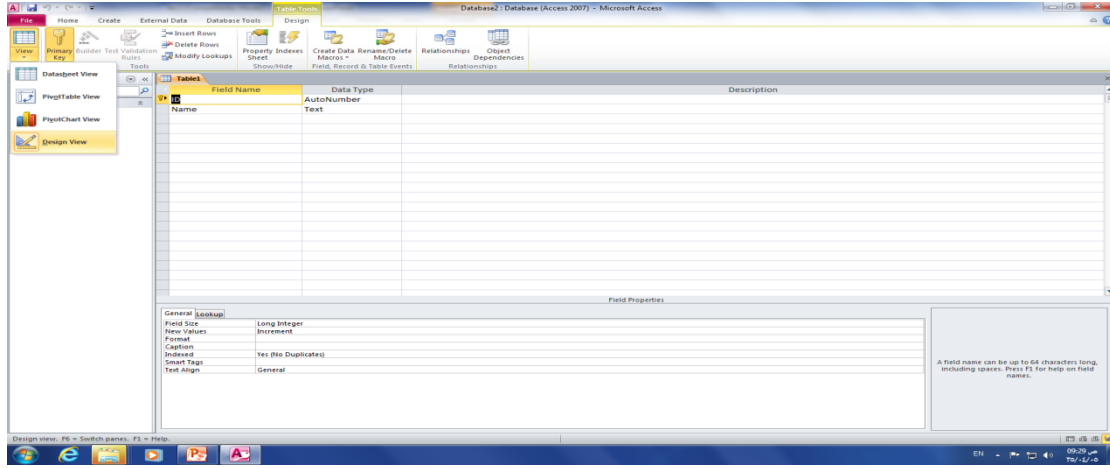 Table Tools
Database2 : Database (Access 2007) - Microsoft Access
File Home Create External Data Database Tools Design
View
Primary Key
Builder
Test Validation Rules
Insert Rows
Delete Rows
Modify Lookups
Tools
Property Sheet
Indexes
Show/Hide
Create Data Macros
Rename/Delete Macro
Field, Record & Table Events
Relationships
Object Dependencies
Relationships
Datasheet View
PivotTable View
PivotChart View
Design View
Table1
Field Name Data Type Description
ID AutoNumber
Name Text
Field Properties
General Lookup
Field Size Long Integer
New Values Increment
Format
Caption
Indexed Yes (No Duplicates)
Smart Tags
Text Align General
A field name can be up to 64 characters long,
including spaces. Press F1 for help on field
names.
Design view. F6 = Switch panes. F1 = Help.
EN
09:29 ص
٣٥/٠٤/٠٥